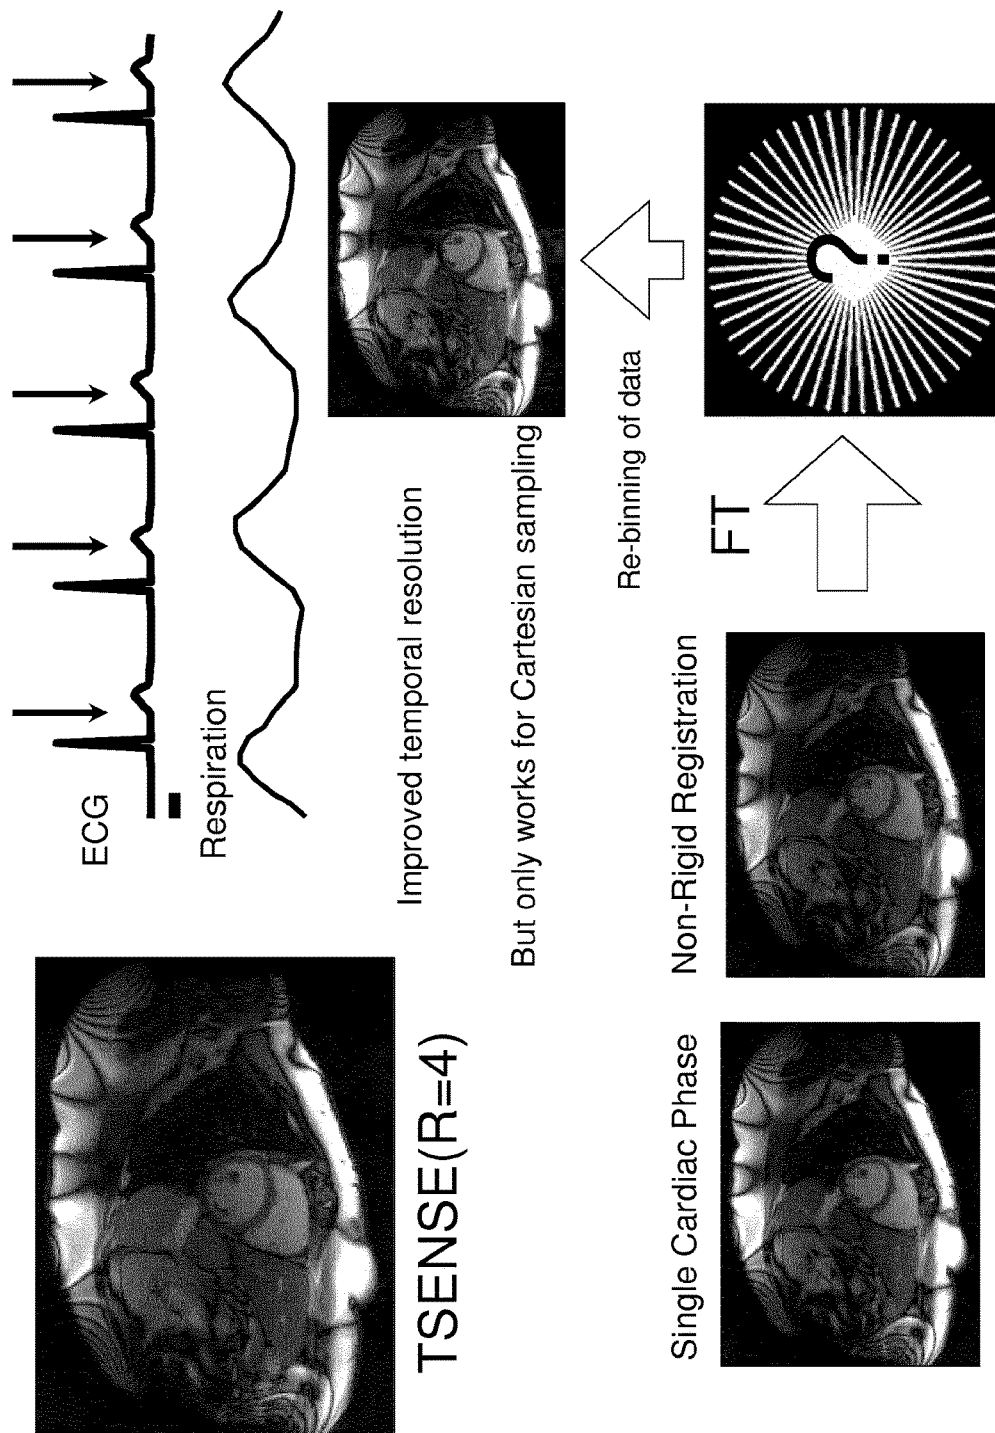 ECG
Respiration
TSENSE(R=4)
Improved temporal resolution
But only works for Cartesian sampling
Single Cardiac Phase
Non-Rigid Registration
FT
Re-binning of data
?